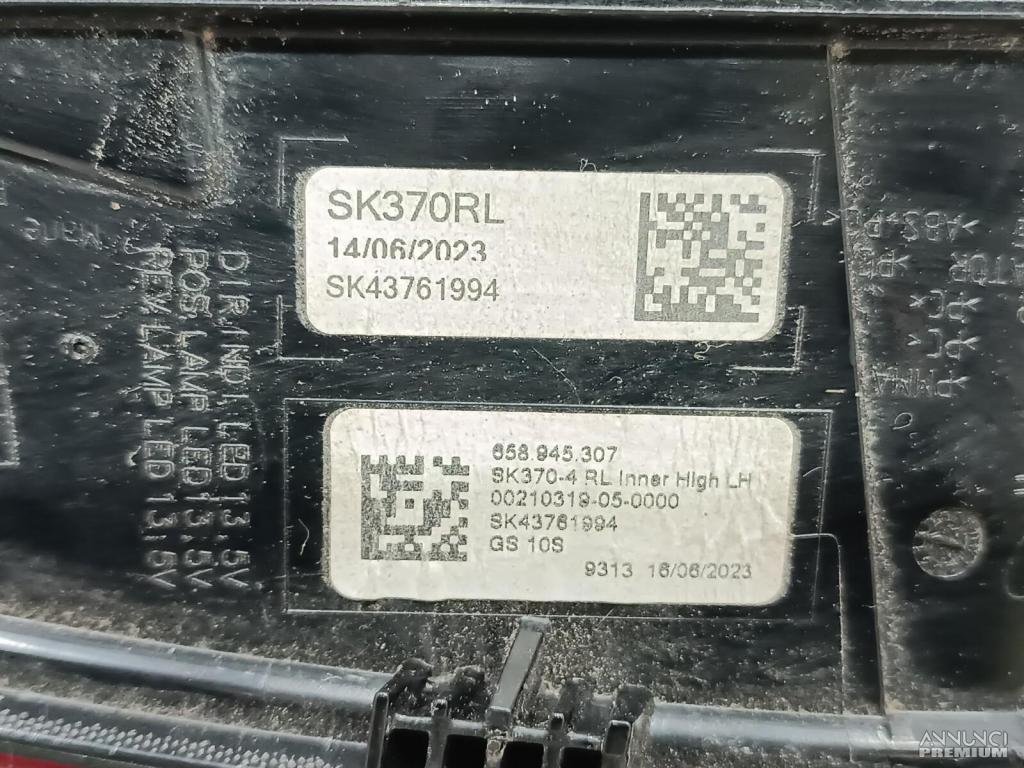 SK370RL
14/06/2023
SK43761994
658.945.307
SK370-4 RL Inner High LH
00210319-05-0000
SK43761994
GS 10S
9313 16/06/2023
DIR IND1 LED 13.5V
POS LAMP LED 13.5V
REV LAMP LED 13.5V
ANNUNCI
PREMIUM